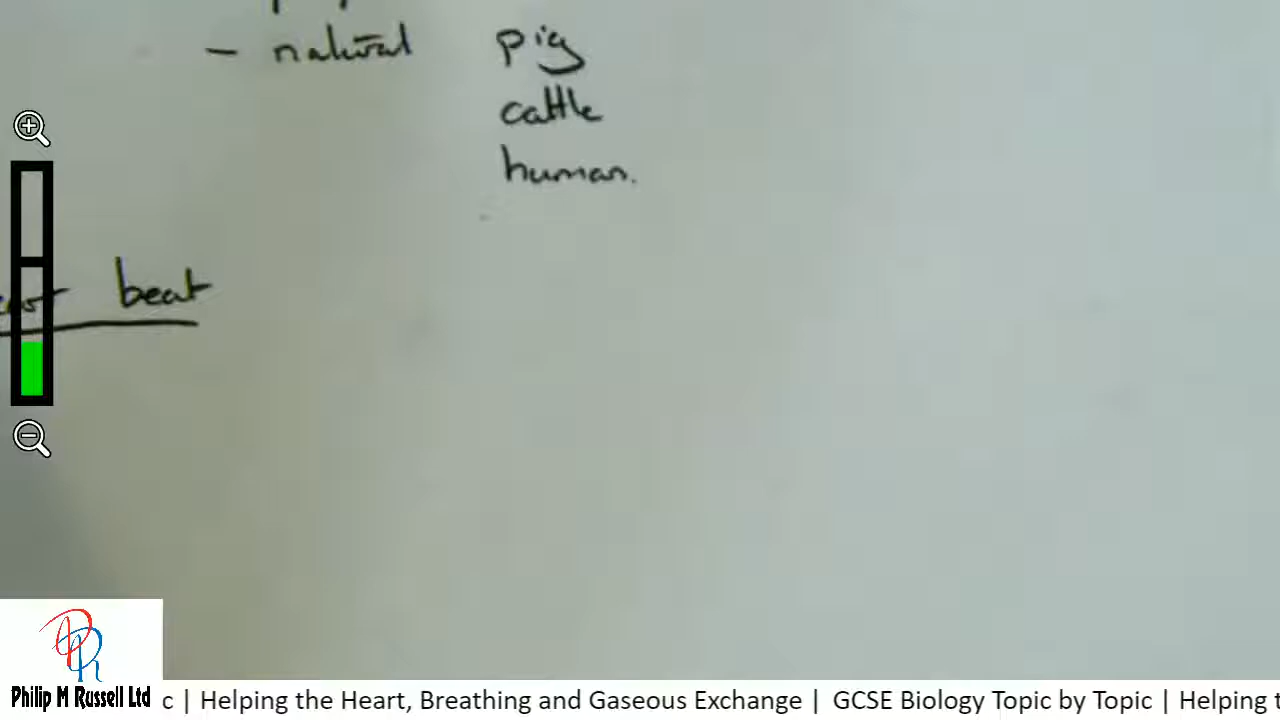 - natural pig
cattle
human.
beat
Philip M Russell Ltd
c | Helping the Heart, Breathing and Gaseous Exchange | GCSE Biology Topic by Topic | Helping t